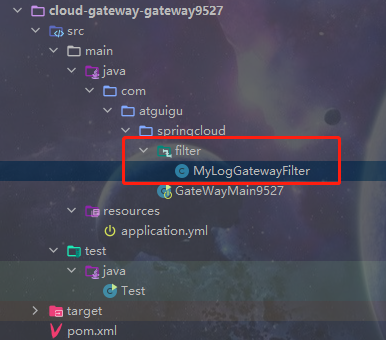 cloud-gateway-gateway9527
src
main
java
com
atguigu
springcloud
filter
MyLogGatewayFilter
GateWayMain9527
resources
application.yml
test
java
Test
target
pom.xml